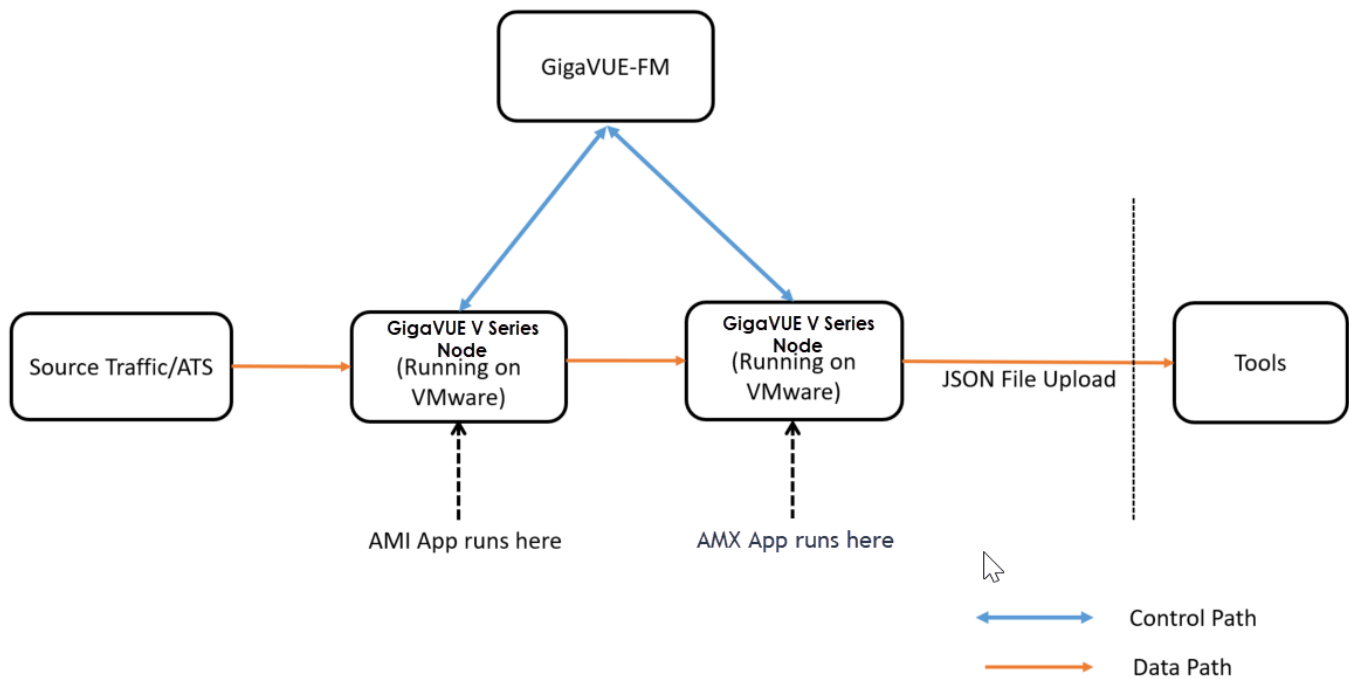 GigaVUE-FM
Source Traffic/ATS
GigaVUE V Series
Node
(Running on
VMware)
GigaVUE V Series
Node
(Running on
VMware)
JSON File Upload
Tools
AMI App runs here
AMX App runs here
Control Path
Data Path